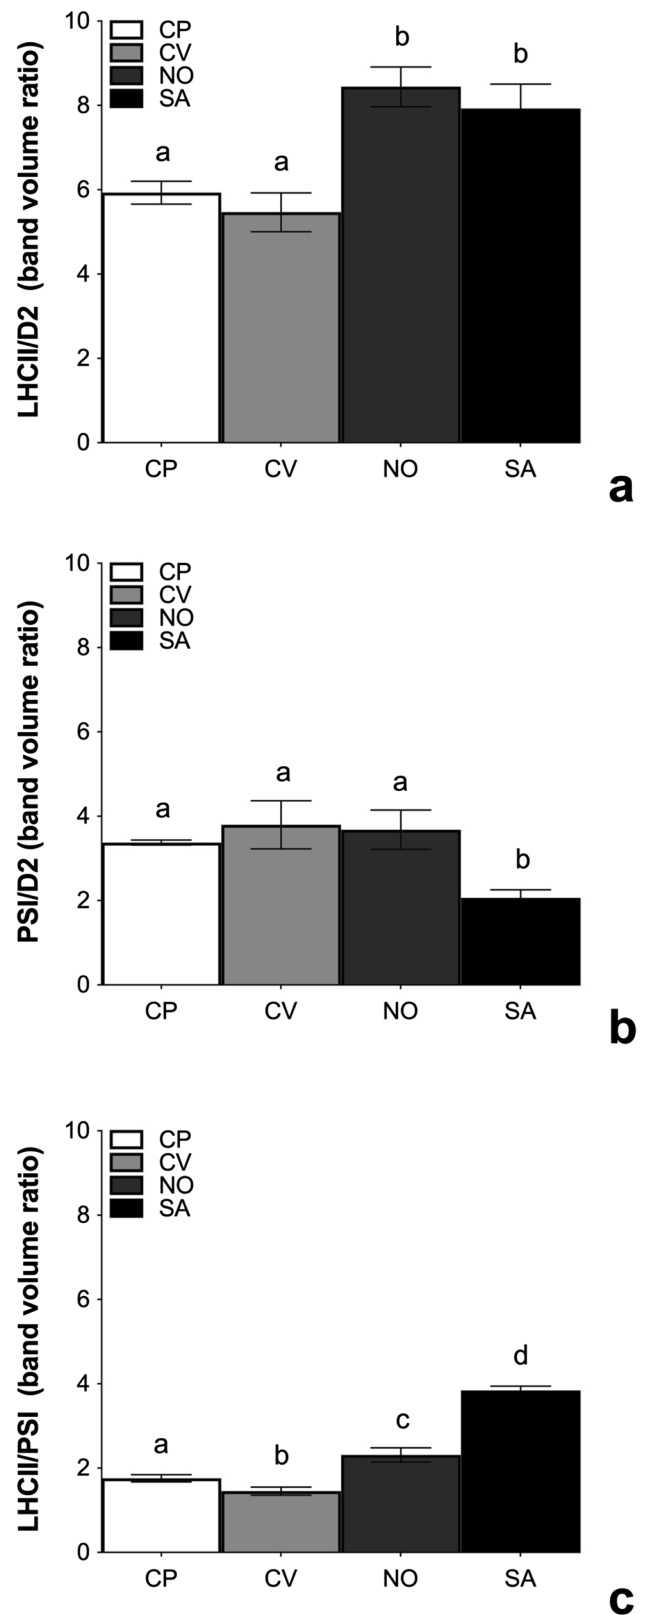 LHCII/D2 (band volume ratio)
10
8
6
4
2
0
CP
CV
NO
SA
a
a
b
b
CP CV NO SA
a
PSI/D2 (band volume ratio)
10
8
6
4
2
0
CP
CV
NO
SA
a
a
a
b
CP CV NO SA
b
LHCII/PSI (band volume ratio)
10
8
6
4
2
0
CP
CV
NO
SA
a
b
c
d
CP CV NO SA
c